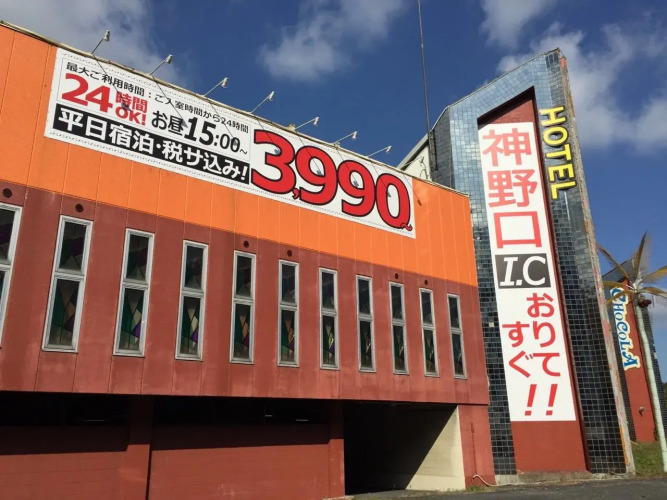 最大ご利用時間：ご入室時間から24時間
24時間OK! お昼15:00~
平日宿泊・税サ込み!
3,990~
HOTEL
神野口
I.C
おりて
すぐ!!
CHOCOLA